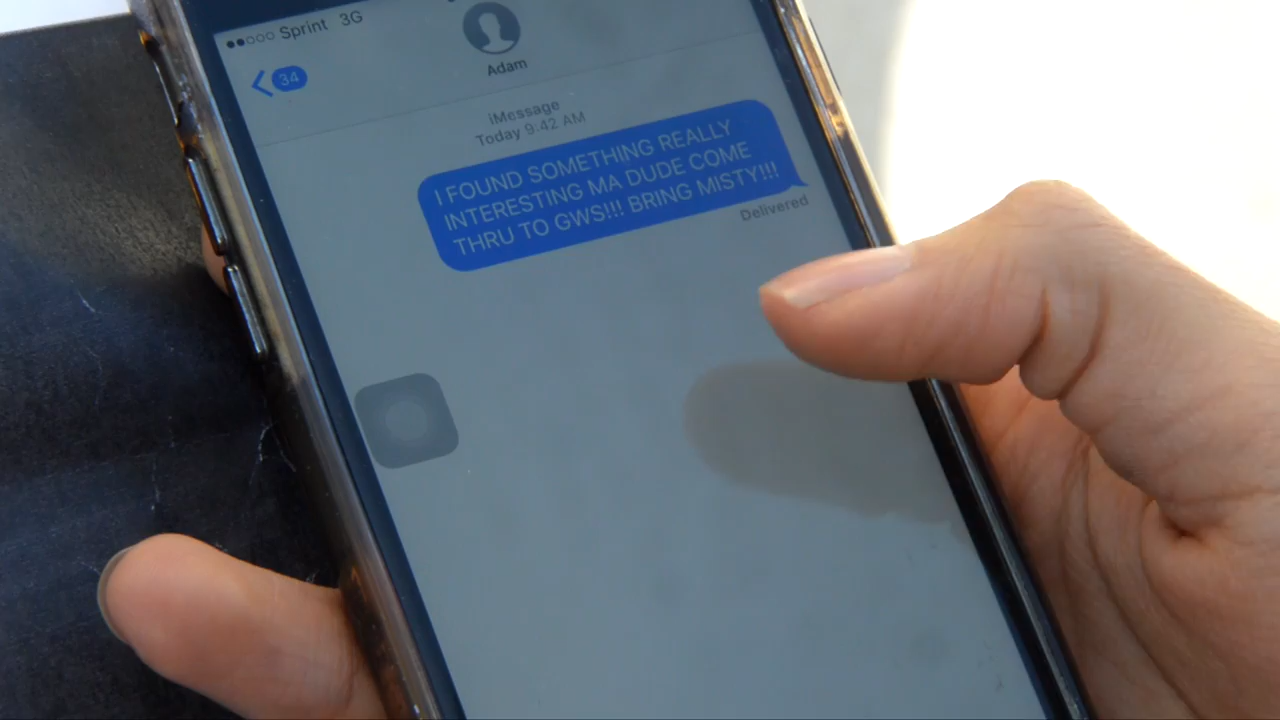 Sprint 3G
34
Adam
iMessage
Today 9:42 AM
I FOUND SOMETHING REALLY
INTERESTING MA DUDE COME
THRU TO GWS!!! BRING MISTY!!!
Delivered